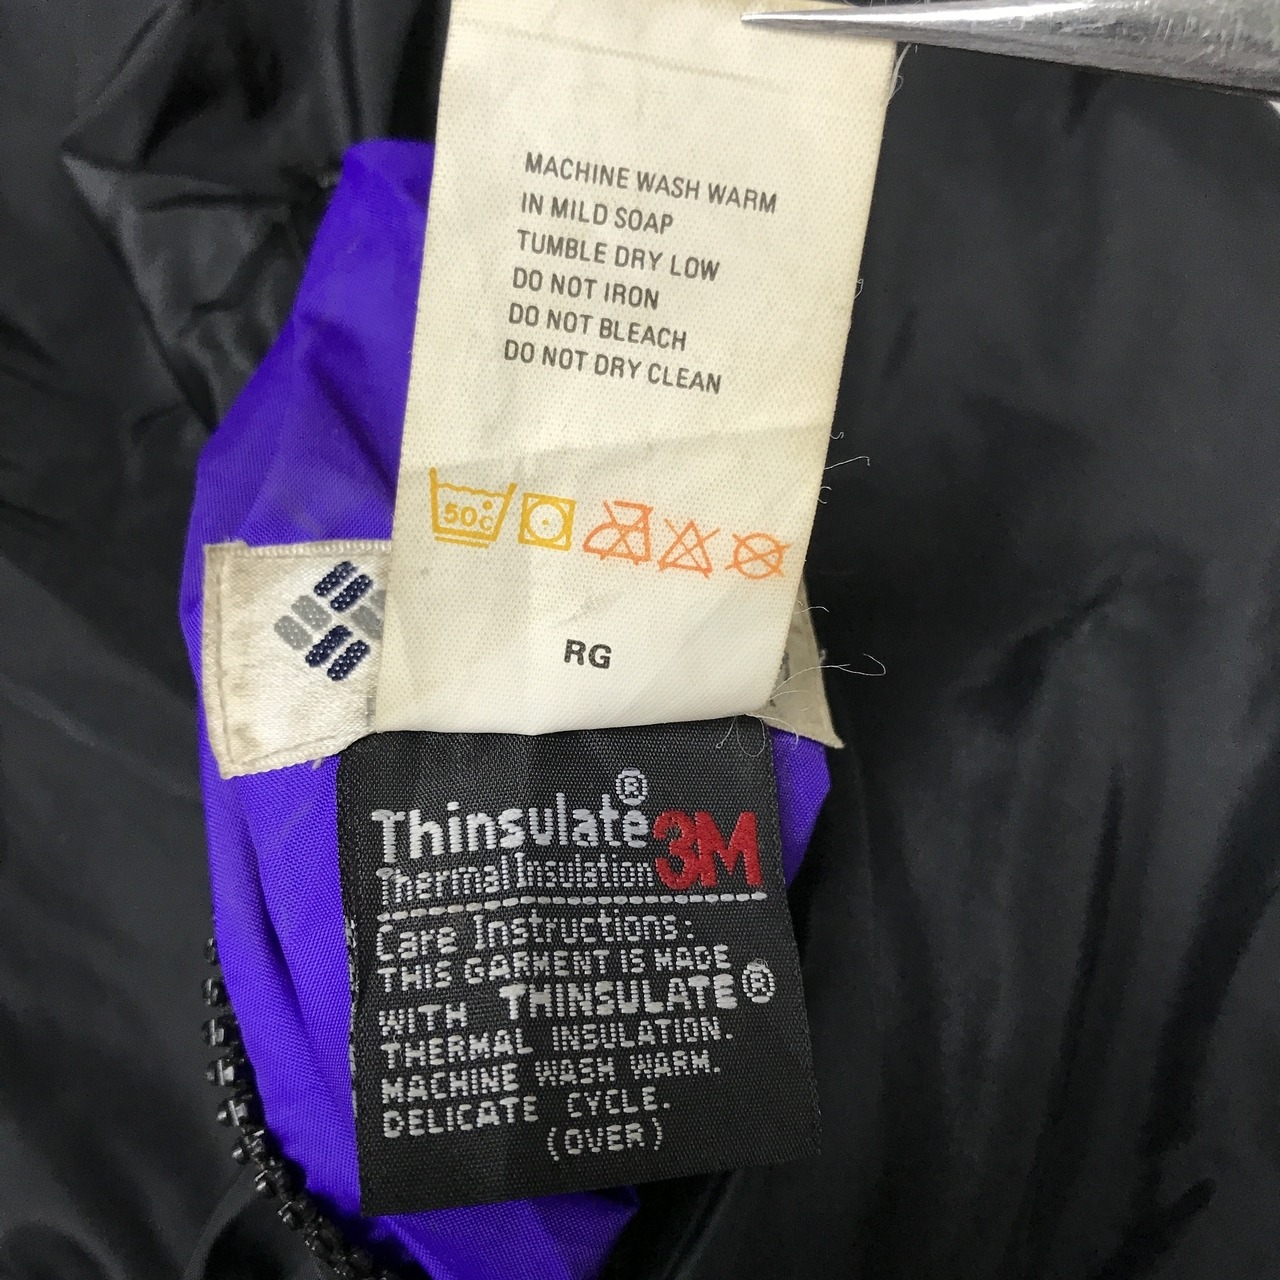 MACHINE WASH WARM
IN MILD SOAP
TUMBLE DRY LOW
DO NOT IRON
DO NOT BLEACH
DO NOT DRY CLEAN
50c
RG
Thinsulate® 3M
Thermal Insulation
Care Instructions:
THIS GARMENT IS MADE
WITH THINSULATE®
THERMAL INSULATION.
MACHINE WASH WARM.
DELICATE CYCLE.
(OVER)